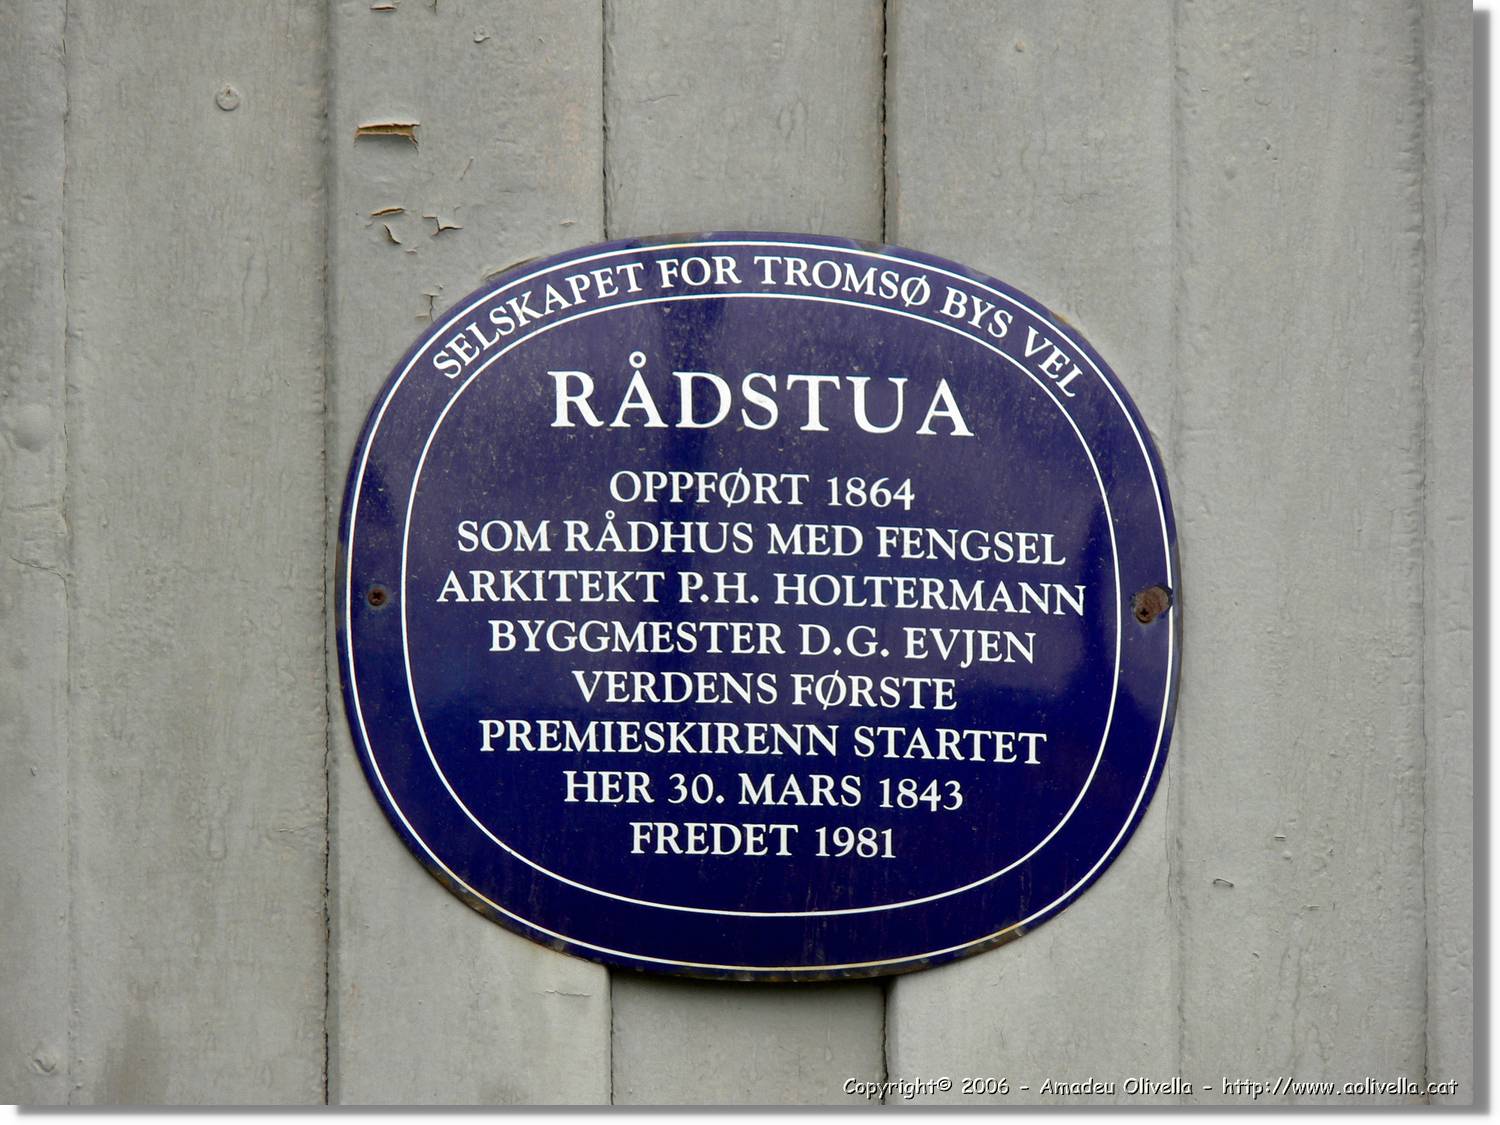 SELSKAPET FOR TROMSØ BYS VEL
RÅDSTUA
OPPFØRT 1864
SOM RÅDHUS MED FENGSEL
ARKITEKT P.H. HOLTERMANN
BYGGMESTER D.G. EVJEN
VERDENS FØRSTE
PREMIESKIRENN STARTET
HER 30. MARS 1843
FREDET 1981
Copyright© 2006 - Amadeu Olivella - http://www.aolivella.cat